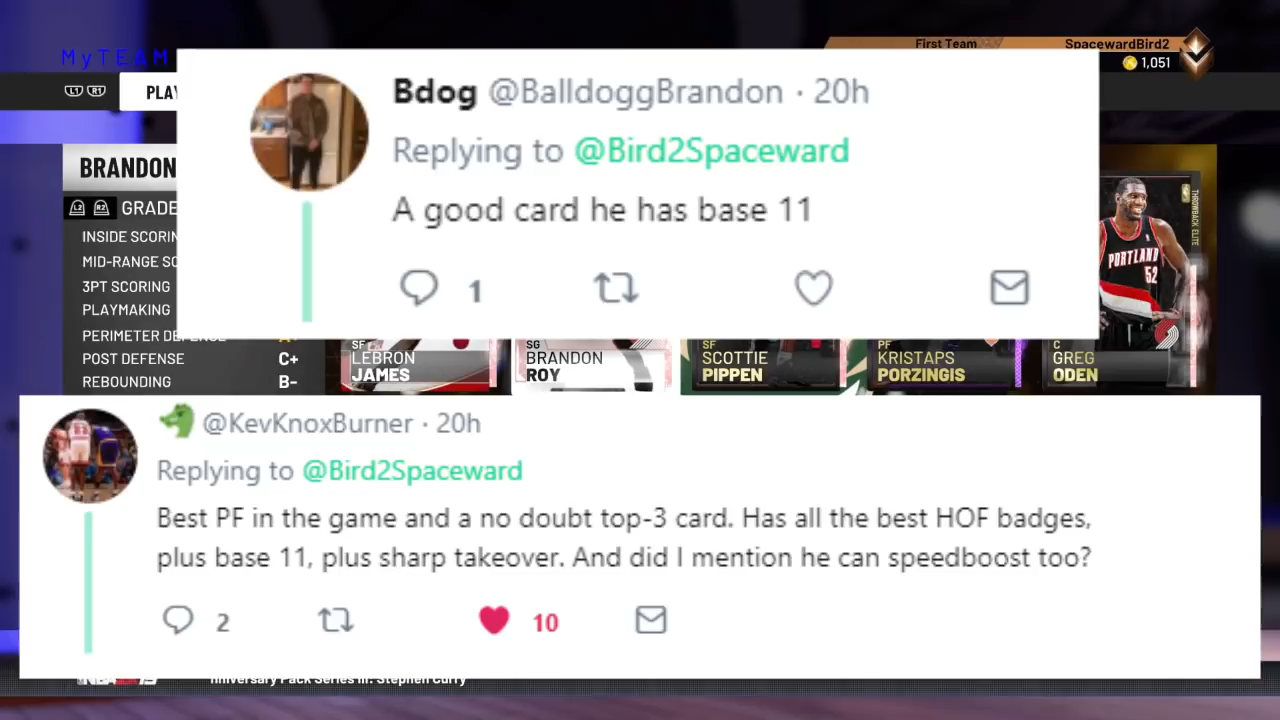 MyTEAM
First Team
SpacewardBird2
1,051
L1 R1
PLAY
Bdog @BalldoggBrandon · 20h
Replying to @Bird2Spaceward
A good card he has base 11
1
BRANDON
L2 R2 GRADE
INSIDE SCORIN
MID-RANGE SC
3PT SCORING
PLAYMAKING
PERIMETER DEFENSE
POST DEFENSE C+
REBOUNDING B-
SF
LEBRON
JAMES
SG
BRANDON
ROY
SF
SCOTTIE
PIPPEN
PF
KRISTAPS
PORZINGIS
THROWBACK ELITE
PORTLAND
52
C
GREG
ODEN
@KevKnoxBurner · 20h
Replying to @Bird2Spaceward
Best PF in the game and a no doubt top-3 card. Has all the best HOF badges,
plus base 11, plus sharp takeover. And did I mention he can speedboost too?
2
10
nniversary Pack Series III: Stephen Curry